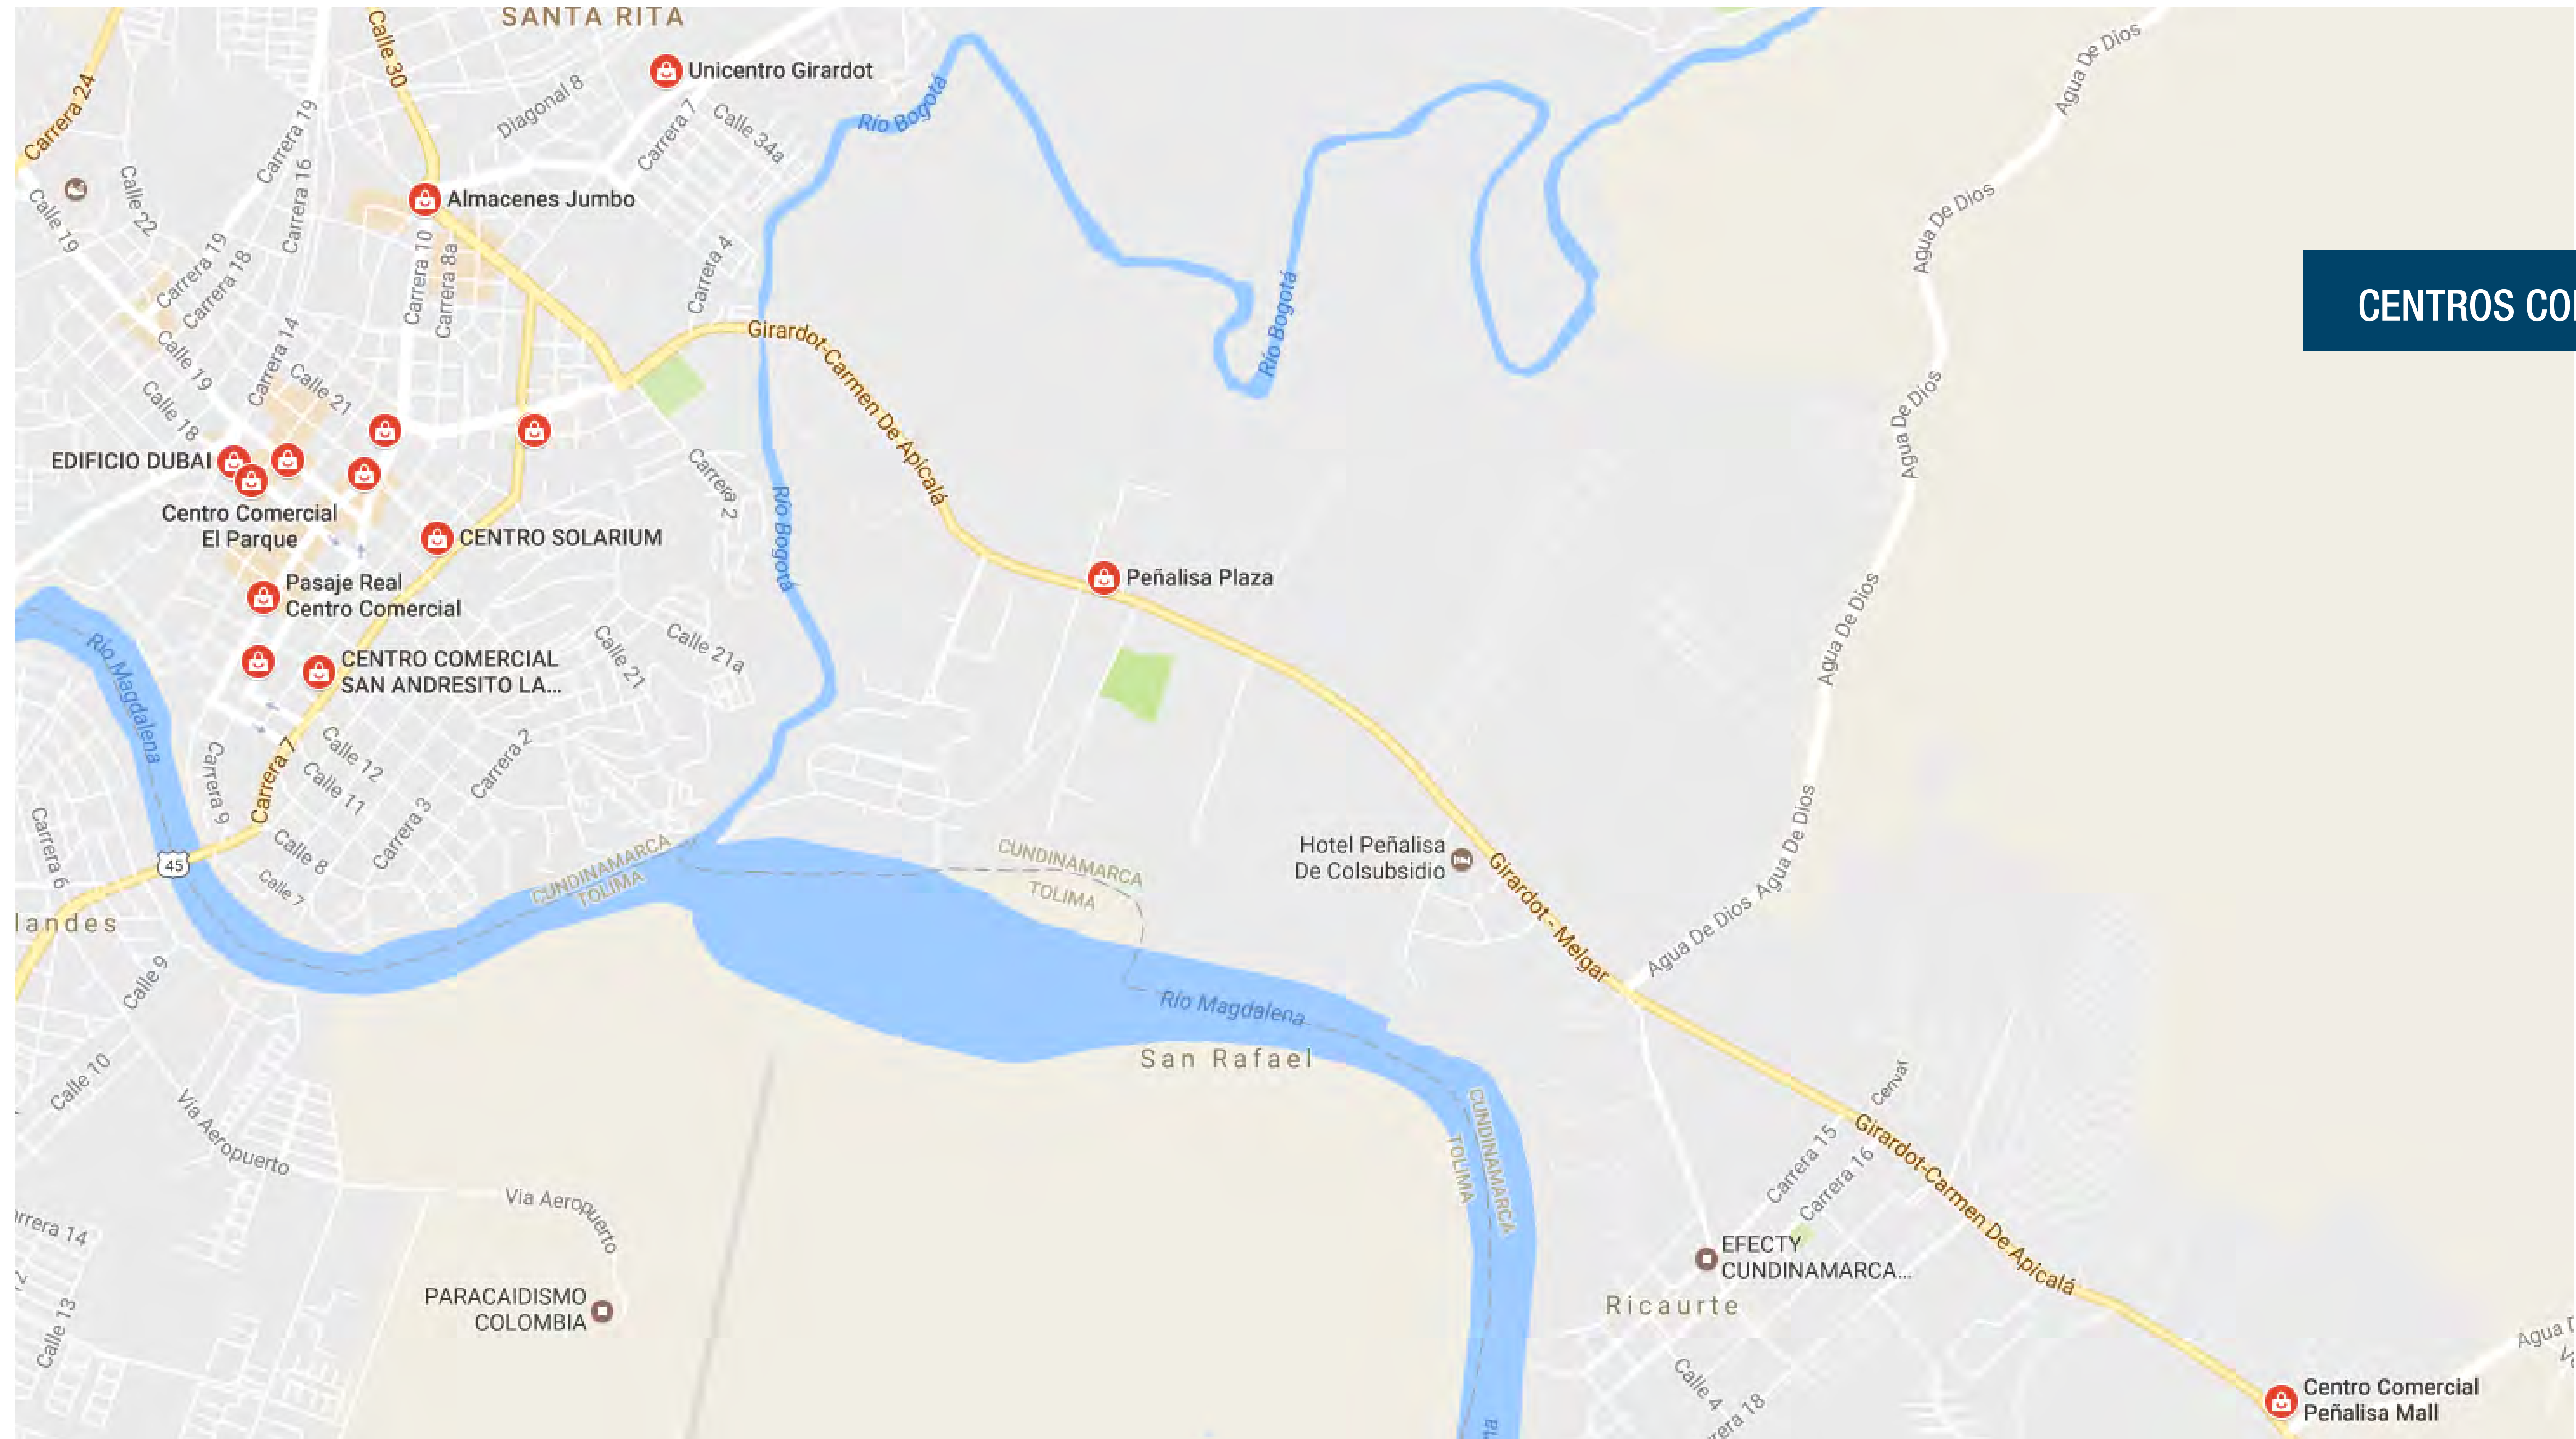 SANTA RITA
Calle 30
Unicentro Girardot
Carrera 24
Diagonal 8
Carrera 7
Calle 34a
Río Bogotá
Agua De Dios
Agua De Dios
Carrera 19
Carrera 16
Calle 22
Calle 19
Almacenes Jumbo
Carrera 19
Carrera 18
Carrera 10
Carrera 8a
Carrera 4
Agua De Dios
CENTROS CO
Girardot-Carmen De Apicalá
Río Bogotá
Carrera 14
Calle 19
Calle 21
Calle 18
EDIFICIO DUBAI
Carrera 2
Río Bogotá
Agua De Dios
Centro Comercial
El Parque
CENTRO SOLARIUM
Peñalisa Plaza
Pasaje Real
Centro Comercial
CENTRO COMERCIAL
SAN ANDRESITO LA...
Calle 21
Calle 21a
Río Magdalena
Carrera 9
Carrera 7
Calle 12
Calle 11
Carrera 2
Carrera 3
Calle 8
Calle 7
Carrera 6
45
landes
CUNDINAMARCA
TOLIMA
CUNDINAMARCA
TOLIMA
Hotel Peñalisa
De Colsubsidio
Girardot - Melgar
Agua De Dios
Agua De Dios
Calle 9
Río Magdalena
San Rafael
Calle 10
Vía Aeropuerto
Vía Aeropuerto
CUNDINAMARCA
TOLIMA
Cenvar
Carrera 15
Carrera 16
Girardot-Carmen De Apicalá
rrera 14
Calle 13
PARACAIDISMO
COLOMBIA
EFECTY
CUNDINAMARCA...
Ricaurte
Calle 4
rera 18
Agua
Centro Comercial
Peñalisa Mall